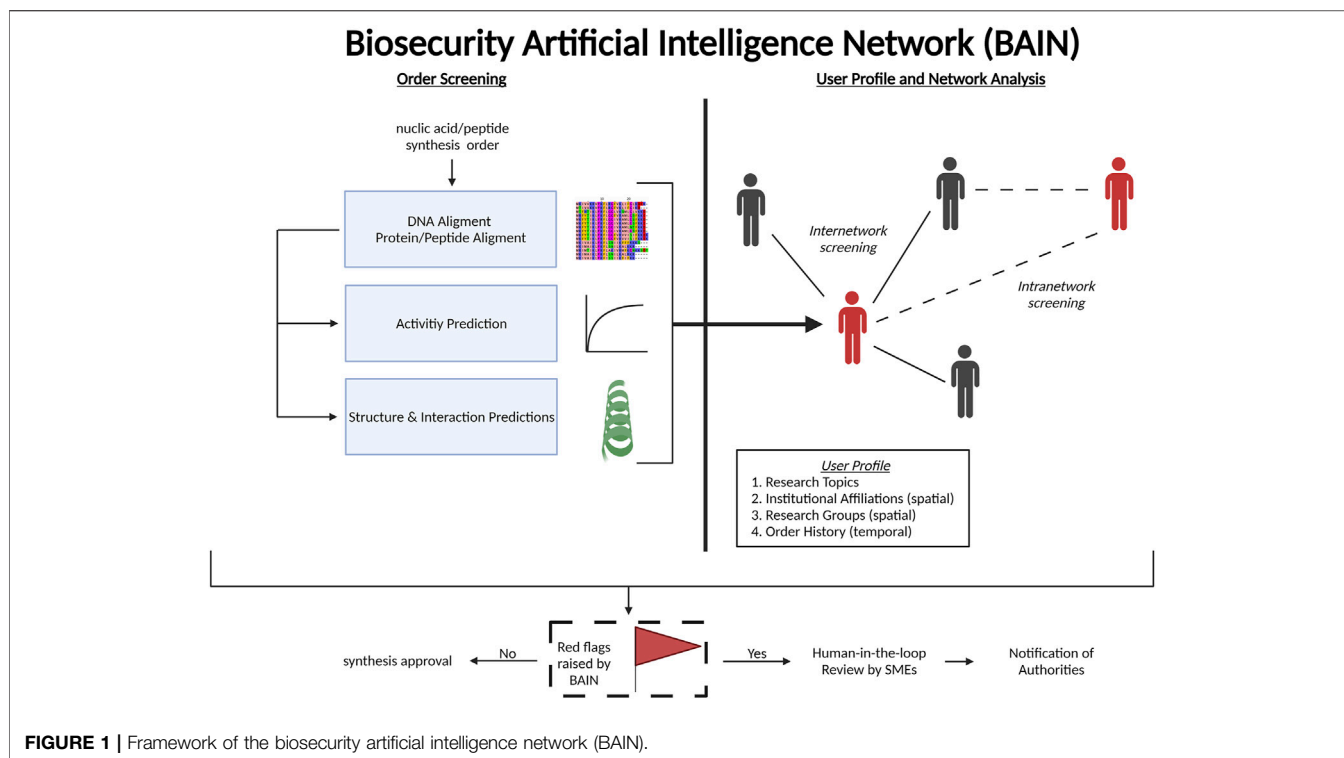 Biosecurity Artificial Intelligence Network (BAIN)
Order Screening
nuclic acid/peptide
synthesis order
DNA Aligment
Protein/Peptide Aligment
Activitiy Prediction
Structure & Interaction Predictions
User Profile and Network Analysis
Internetwork
screening
Intranetwork
screening
User Profile
1. Research Topics
2. Institutional Affiliations (spatial)
3. Research Groups (spatial)
4. Order History (temporal)
synthesis approval
No
Red flags
raised by
BAIN
Yes
Human-in-the-loop
Review by SMEs
Notification of
Authorities
FIGURE 1 | Framework of the biosecurity artificial intelligence network (BAIN).